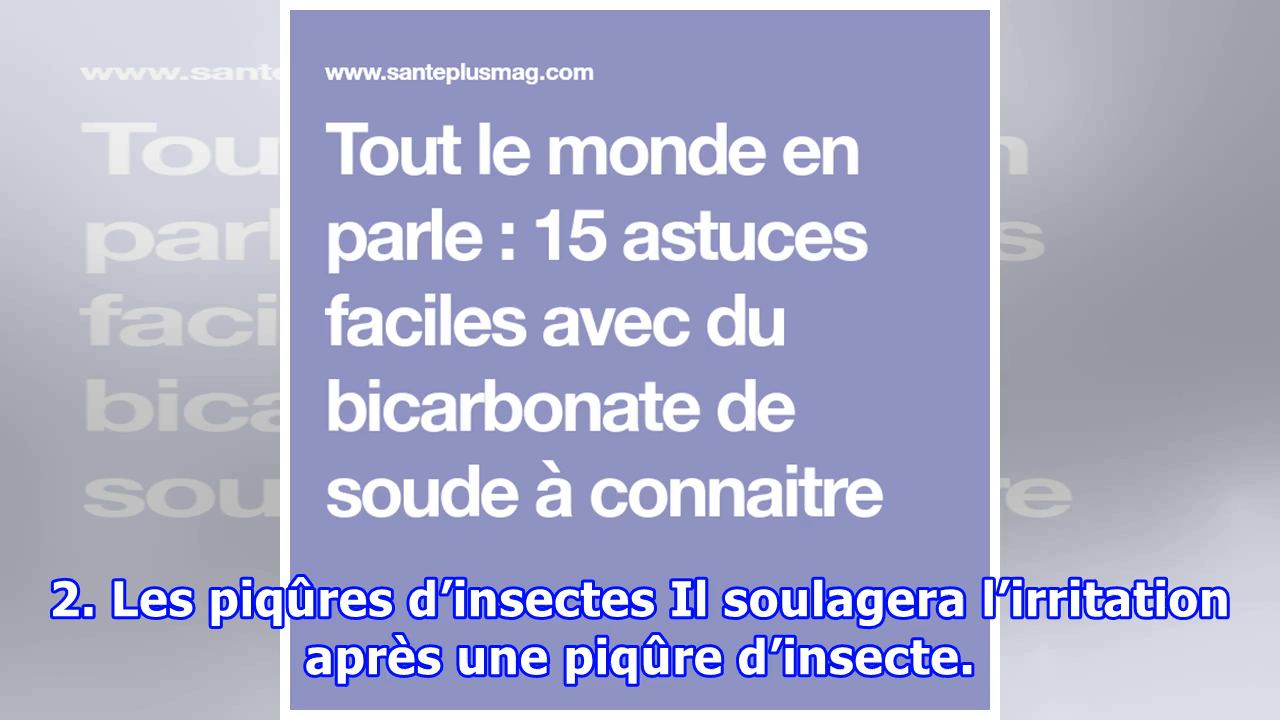 www.santeplusmag.com
Tout le monde en
parle : 15 astuces
faciles avec du
bicarbonate de
soude à connaitre
2. Les piqûres d’insectes Il soulagera l’irritation
après une piqûre d’insecte.